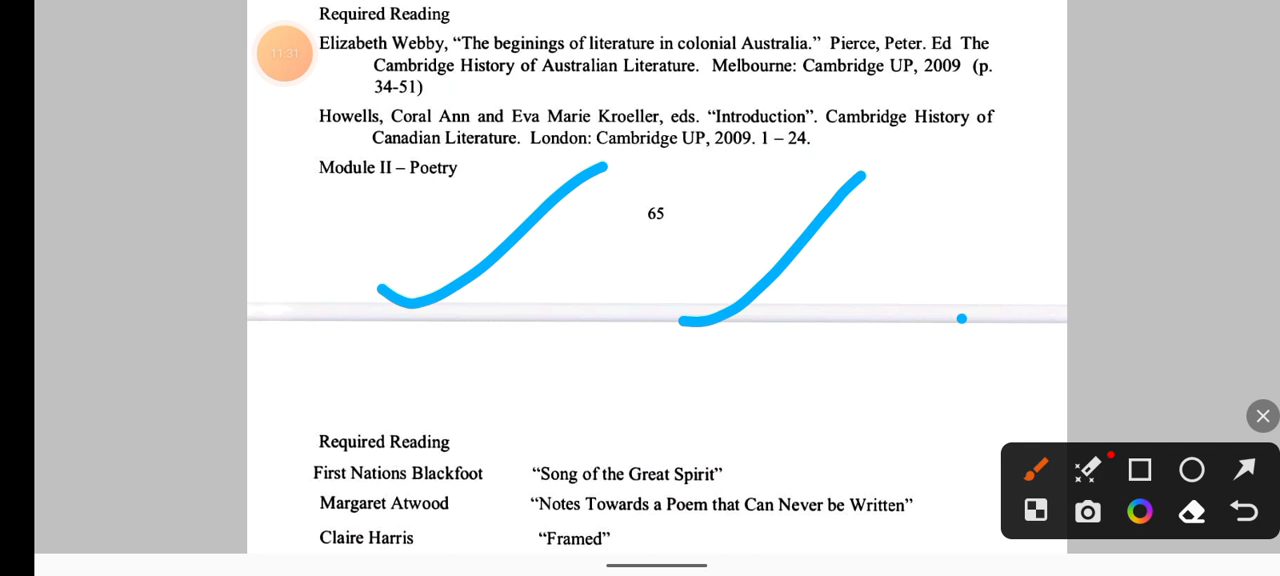 Required Reading
11:31
Elizabeth Webby, “The beginings of literature in colonial Australia.” Pierce, Peter. Ed The
Cambridge History of Australian Literature. Melbourne: Cambridge UP, 2009 (p.
34-51)
Howells, Coral Ann and Eva Marie Kroeller, eds. “Introduction”. Cambridge History of
Canadian Literature. London: Cambridge UP, 2009. 1 – 24.
Module II – Poetry
65
Required Reading
First Nations Blackfoot “Song of the Great Spirit”
Margaret Atwood “Notes Towards a Poem that Can Never be Written”
Claire Harris “Framed”